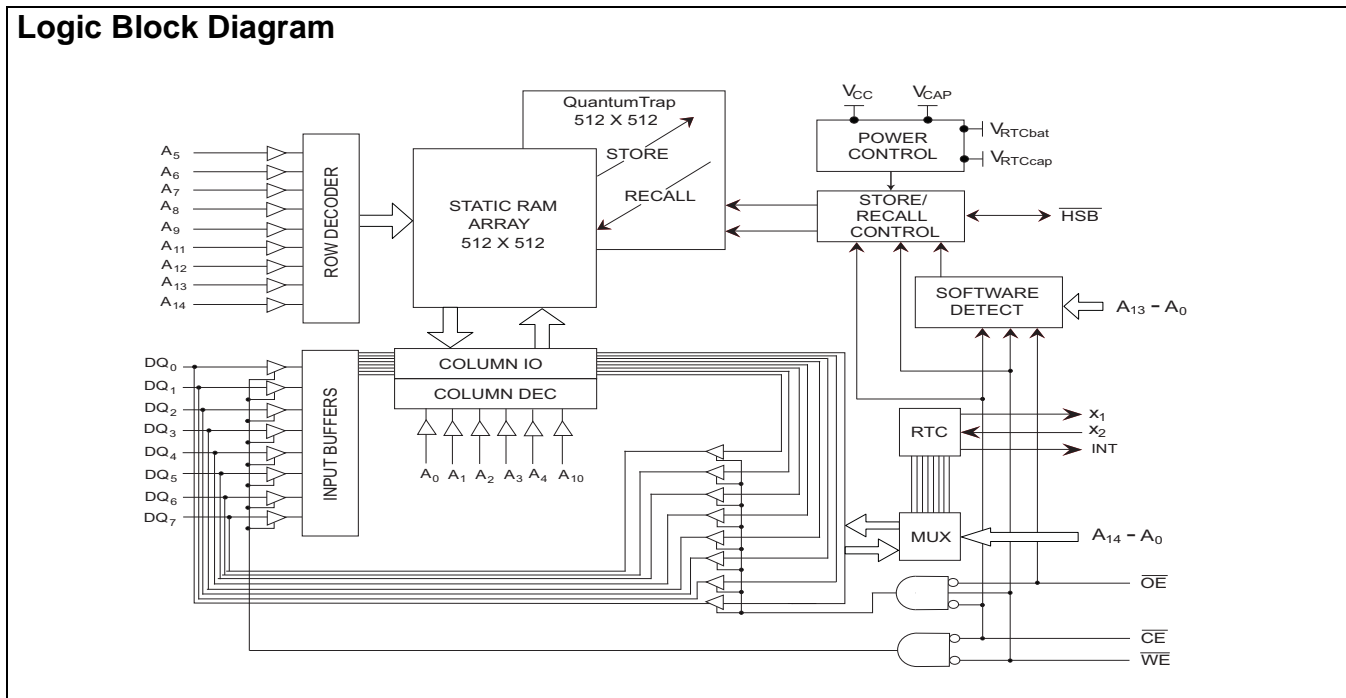 Logic Block Diagram
A5
A6
A7
A8
A9
A11
A12
A13
A14
ROW DECODER
QuantumTrap
512 X 512
STORE
RECALL
STATIC RAM
ARRAY
512 X 512
VCC
VCAP
POWER
CONTROL
VRTCbat
VRTCcap
STORE/
RECALL
CONTROL
HSB
SOFTWARE
DETECT
A13 – A0
DQ0
DQ1
DQ2
DQ3
DQ4
DQ5
DQ6
DQ7
INPUT BUFFERS
COLUMN IO
COLUMN DEC
A0 A1 A2 A3 A4 A10
RTC
x1
x2
INT
MUX
A14 – A0
OE
CE
WE